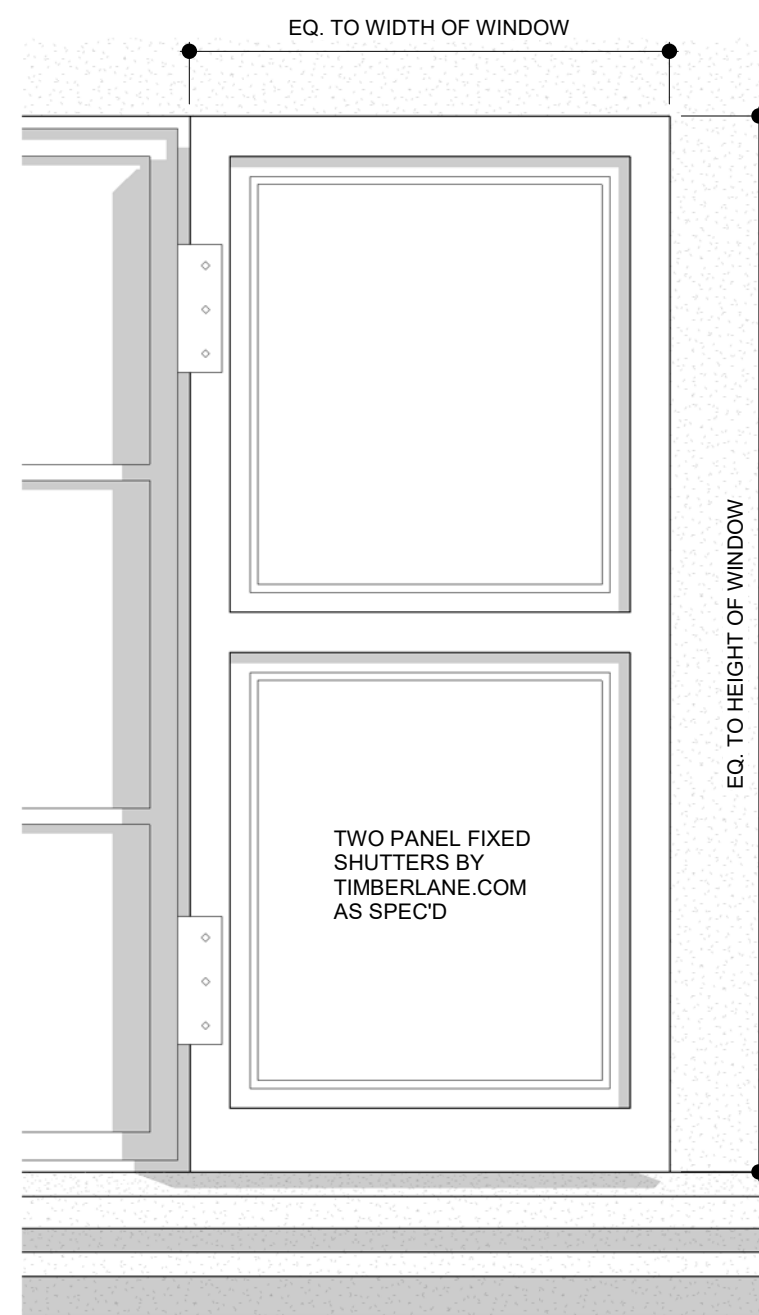 EQ. TO WIDTH OF WINDOW
EQ. TO HEIGHT OF WINDOW
TWO PANEL FIXED
SHUTTERS BY
TIMBERLANE.COM
AS SPEC'D